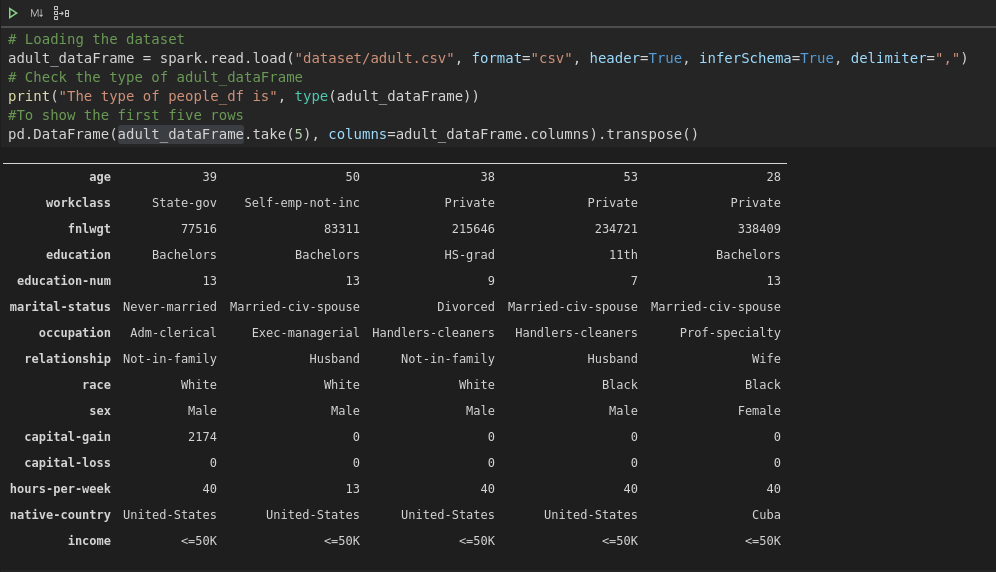 M↓
# Loading the dataset
adult_dataFrame = spark.read.load("dataset/adult.csv", format="csv", header=True, inferSchema=True, delimiter=",")
# Check the type of adult_dataFrame
print("The type of people_df is", type(adult_dataFrame))
#To show the first five rows
pd.DataFrame(adult_dataFrame.take(5), columns=adult_dataFrame.columns).transpose()
age 39 50 38 53 28
workclass State-gov Self-emp-not-inc Private Private Private
fnlwgt 77516 83311 215646 234721 338409
education Bachelors Bachelors HS-grad 11th Bachelors
education-num 13 13 9 7 13
marital-status Never-married Married-civ-spouse Divorced Married-civ-spouse Married-civ-spouse
occupation Adm-clerical Exec-managerial Handlers-cleaners Handlers-cleaners Prof-specialty
relationship Not-in-family Husband Not-in-family Husband Wife
race White White White Black Black
sex Male Male Male Male Female
capital-gain 2174 0 0 0 0
capital-loss 0 0 0 0 0
hours-per-week 40 13 40 40 40
native-country United-States United-States United-States United-States Cuba
income <=50K <=50K <=50K <=50K <=50K